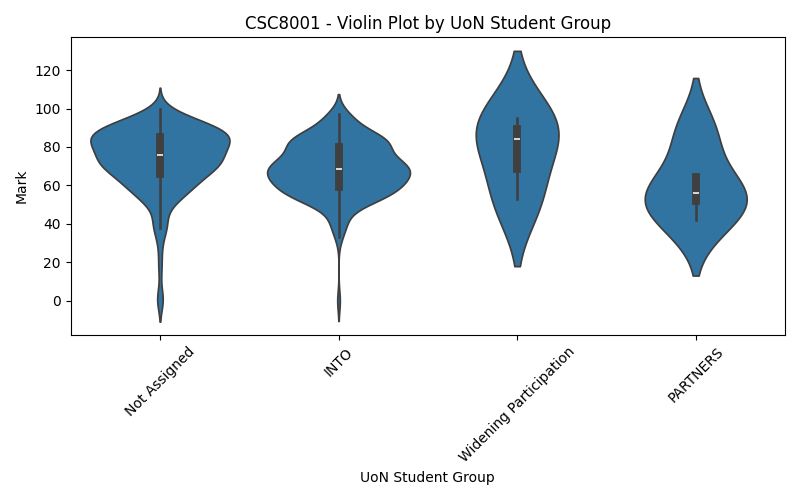 CSC8001 - Violin Plot by UoN Student Group
Mark
120
100
80
60
40
20
0
Not Assigned
INTO
Widening Participation
PARTNERS
UoN Student Group